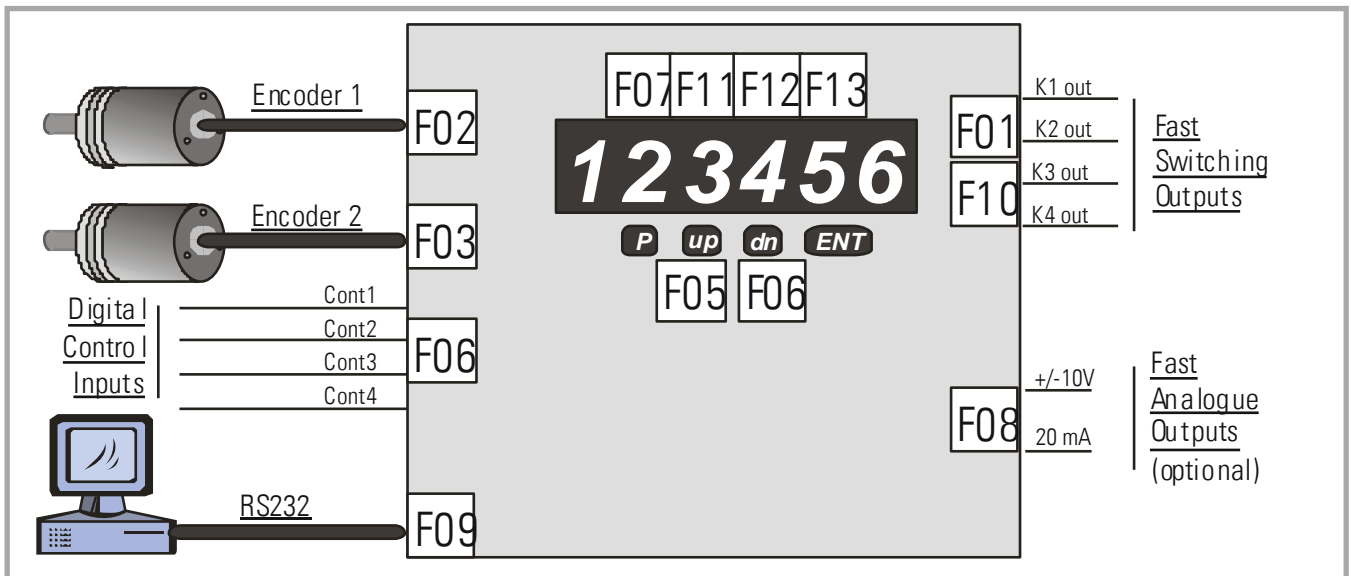 Encoder 1
F02
Encoder 2
F03
Digital
Control
Inputs
Cont1
Cont2
Cont3
Cont4
F06
RS232
F09
F07 F11 F12 F13
123456
P up dn ENT
F05 F06
F01
F10
K1 out
K2 out
K3 out
K4 out
Fast
Switching
Outputs
F08
+/-10V
20 mA
Fast
Analogue
Outputs
(optional)